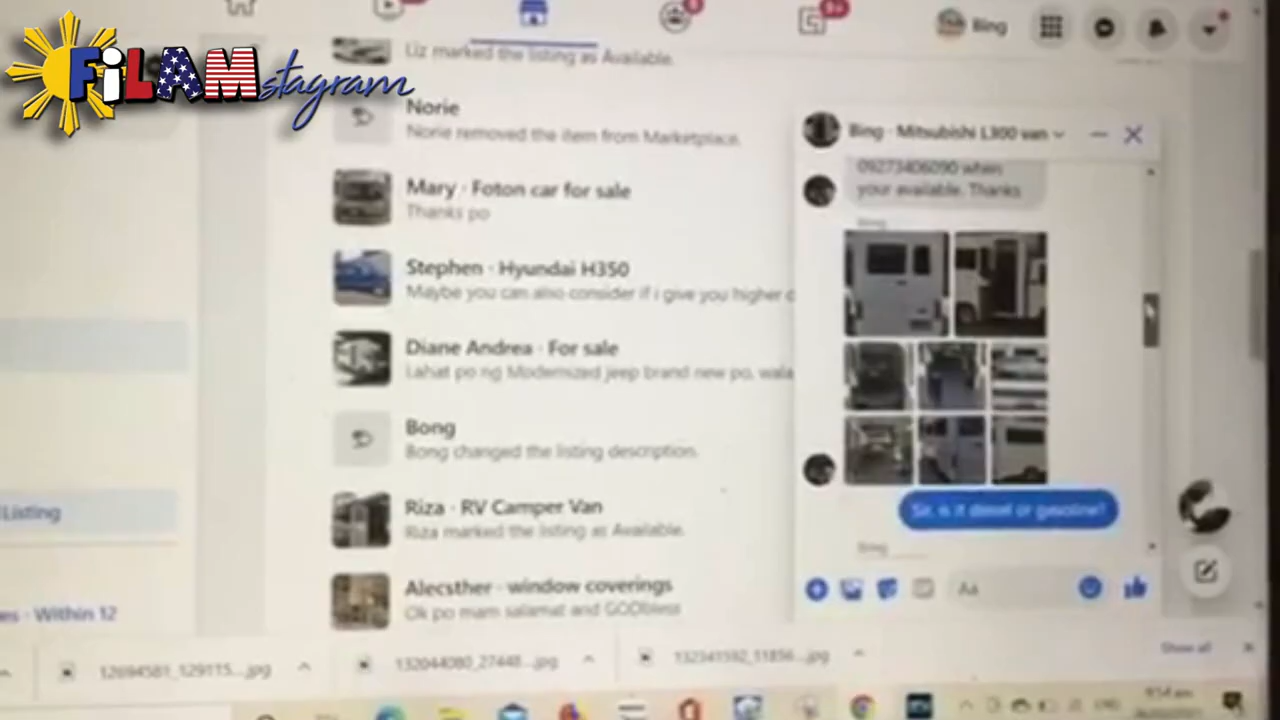 FiLAMstagram
9+
Bing
Liz marked the listing as Available.
Norie
Norie removed the item from Marketplace.
Mary · Foton car for sale
Thanks po
Stephen · Hyundai H350
Maybe you can also consider if i give you higher
Diane Andrea · For sale
Lahat po ng Modernized jeep brand new po, wala
Bong
Bong changed the listing description.
Riza · RV Camper Van
Riza marked the listing as Available.
Alecsther · window coverings
Ok po mam salamat and GODbless
Listing
Within 12
Bing · Mitsubishi L300 van
09273406090 when
your available. Thanks
Bing
Sir, is it diesel or gasoline?
Bing
Aa
12694581_129115...jpg
132044080_27448...jpg
132341592_11856...jpg
Show all
ENG